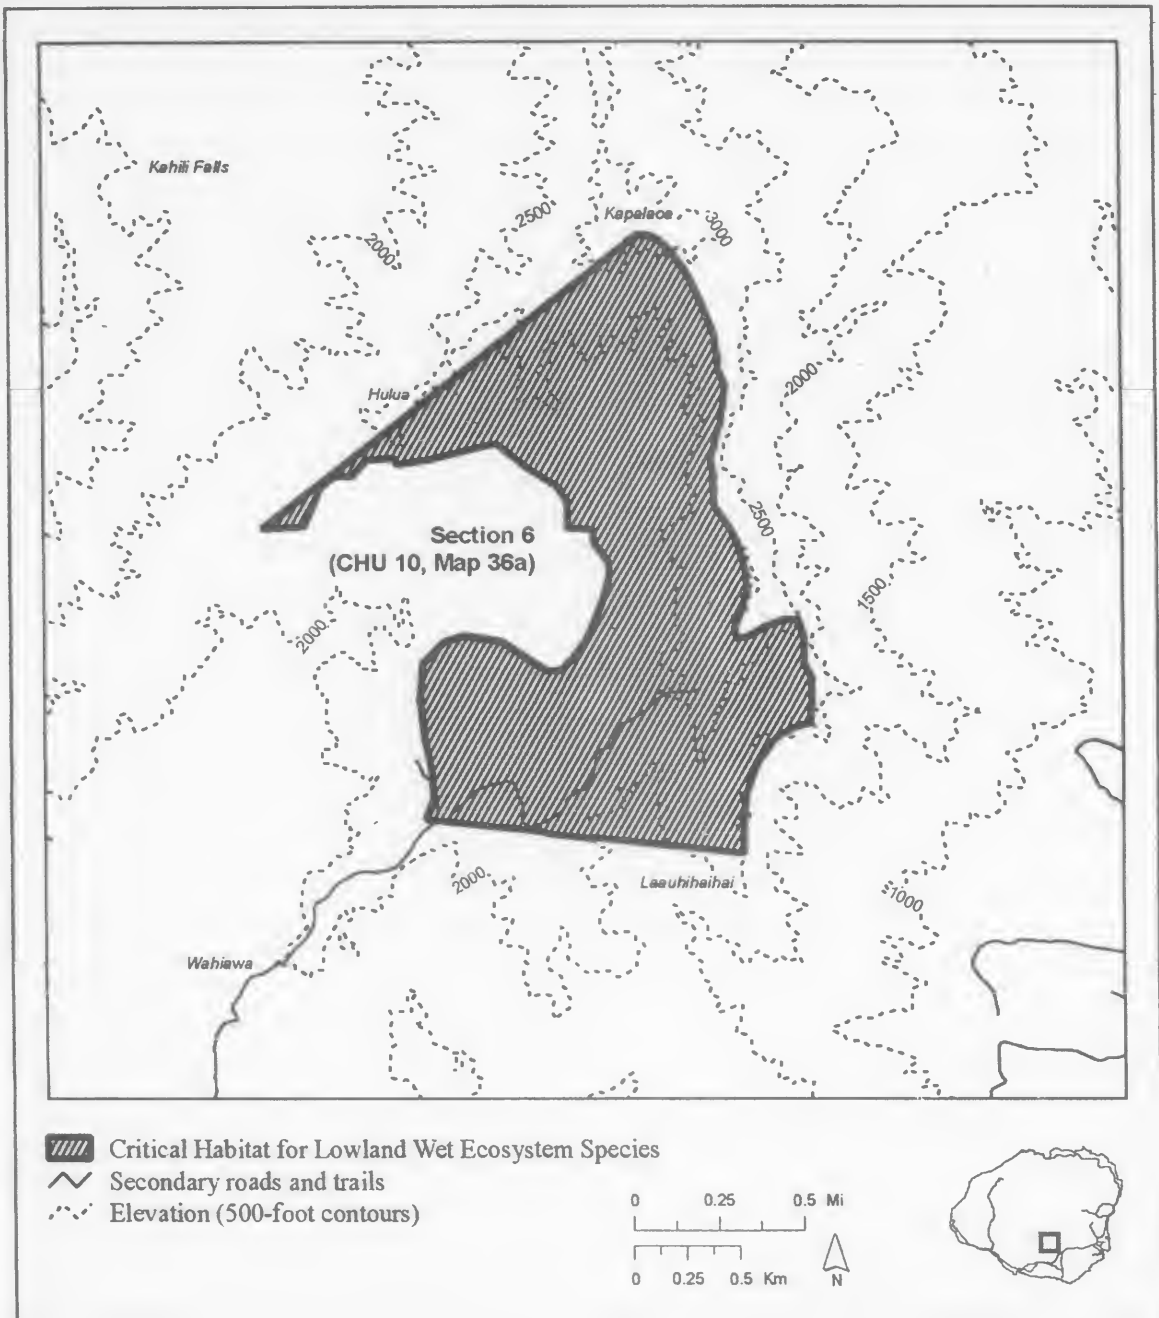 Kahili Falls
2500
Kapalaoa
3000
2000
2000
Hulua
2500
Section 6
(CHU 10, Map 36a)
1500
2000
2000
Laauhihaihai
1000
Wahiawa
Critical Habitat for Lowland Wet Ecosystem Species
Secondary roads and trails
Elevation (500-foot contours)
0 0.25 0.5 Mi
0 0.25 0.5 Km
N